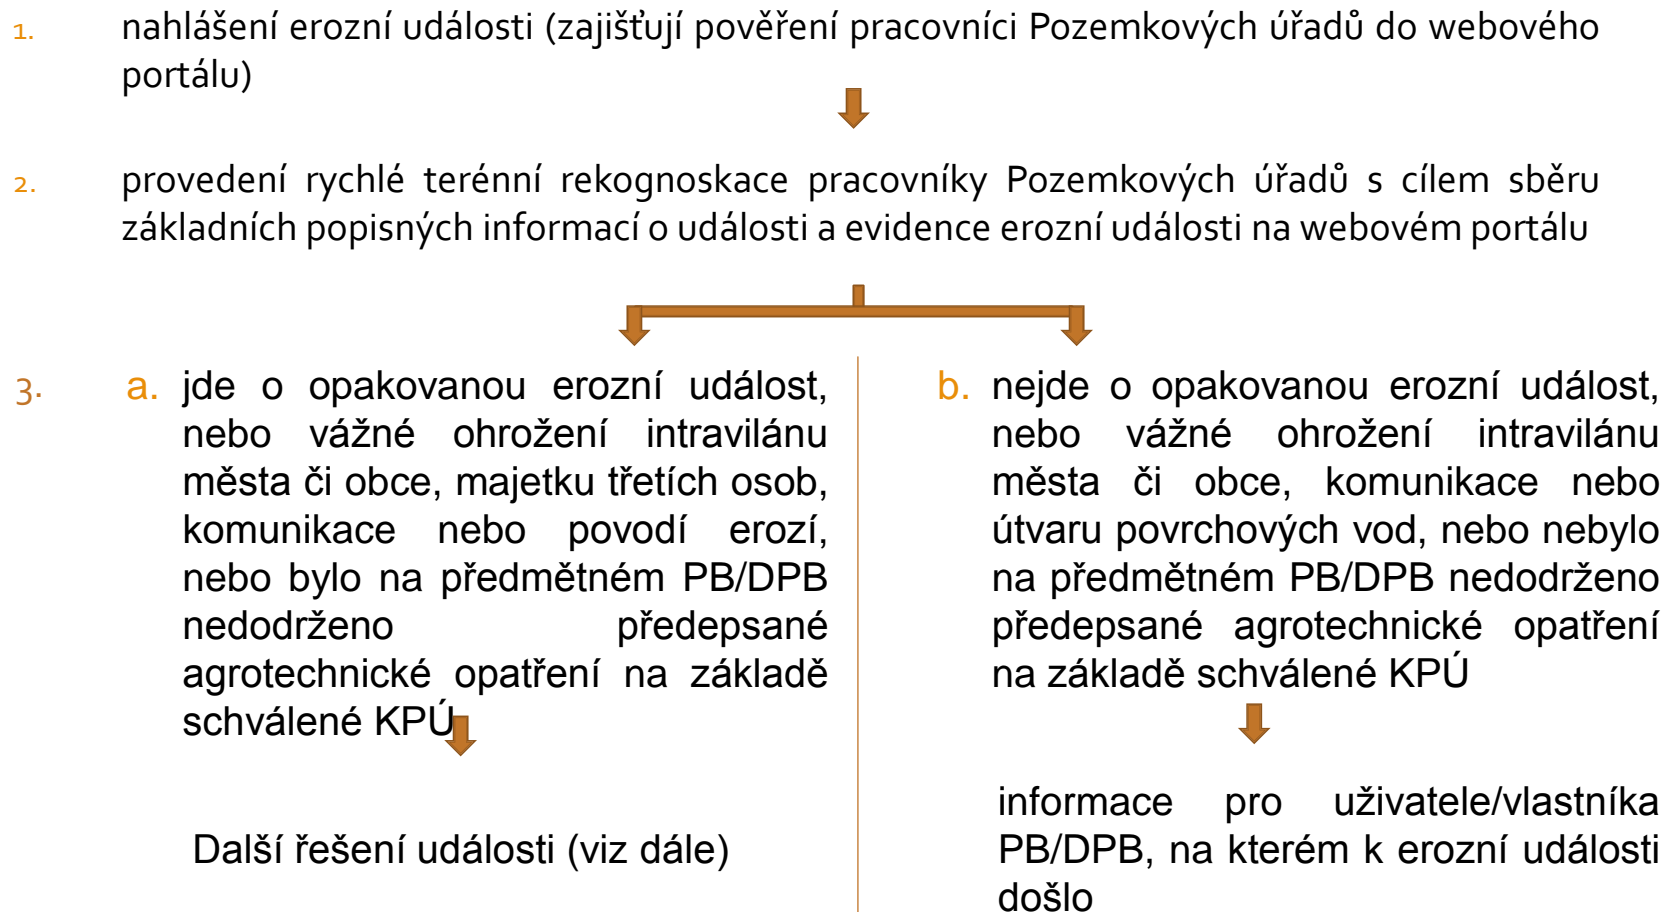 1. nahlášení erozní události (zajišťují pověření pracovníci Pozemkových úřadů do webového
portálu)
2. provedení rychlé terénní rekognoskace pracovníky Pozemkových úřadů s cílem sběru
základních popisných informací o události a evidence erozní události na webovém portálu
3. a. jde o opakovanou erozní událost,
nebo vážné ohrožení intravilánu
města či obce, majetku třetích osob,
komunikace nebo povodí erozí,
nebo bylo na předmětném PB/DPB
nedodrženo předepsané
agrotechnické opatření na základě
schválené KPÚ
Další řešení události (viz dále)
b. nejde o opakovanou erozní událost,
nebo vážné ohrožení intravilánu
města či obce, komunikace nebo
útvaru povrchových vod, nebo nebylo
na předmětném PB/DPB nedodrženo
předepsané agrotechnické opatření
na základě schválené KPÚ
informace pro uživatele/vlastníka
PB/DPB, na kterém k erozní události
došlo